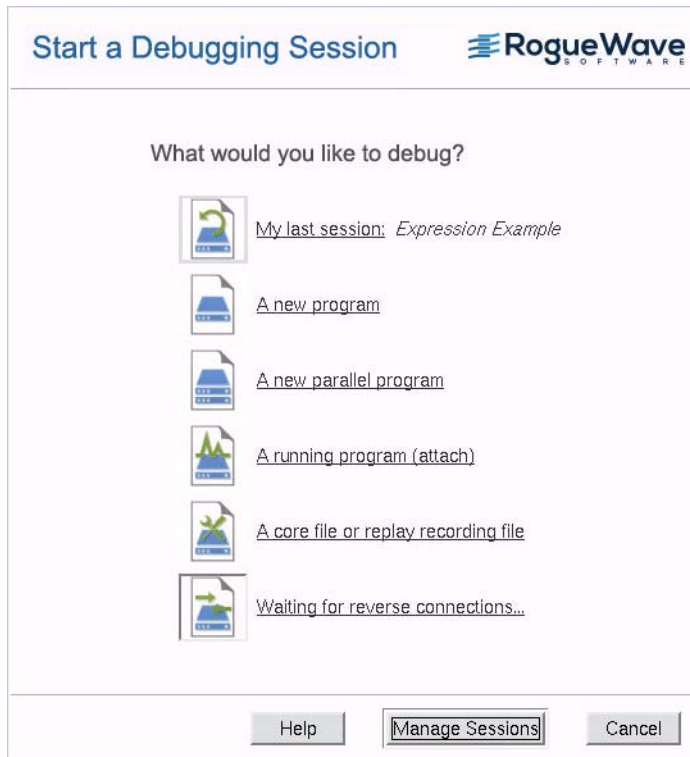 Start a Debugging Session
RogueWave
SOFTWARE
What would you like to debug?
My last session: Expression Example
A new program
A new parallel program
A running program (attach)
A core file or replay recording file
Waiting for reverse connections...
Help Manage Sessions Cancel